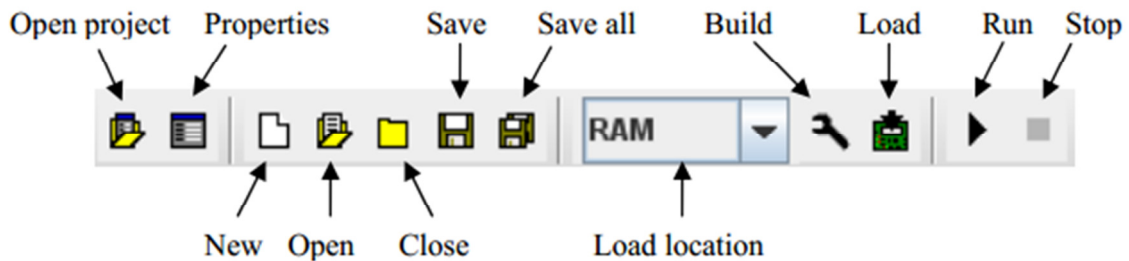 Open project Properties Save Save all Build Load Run Stop
RAM
New Open Close Load location